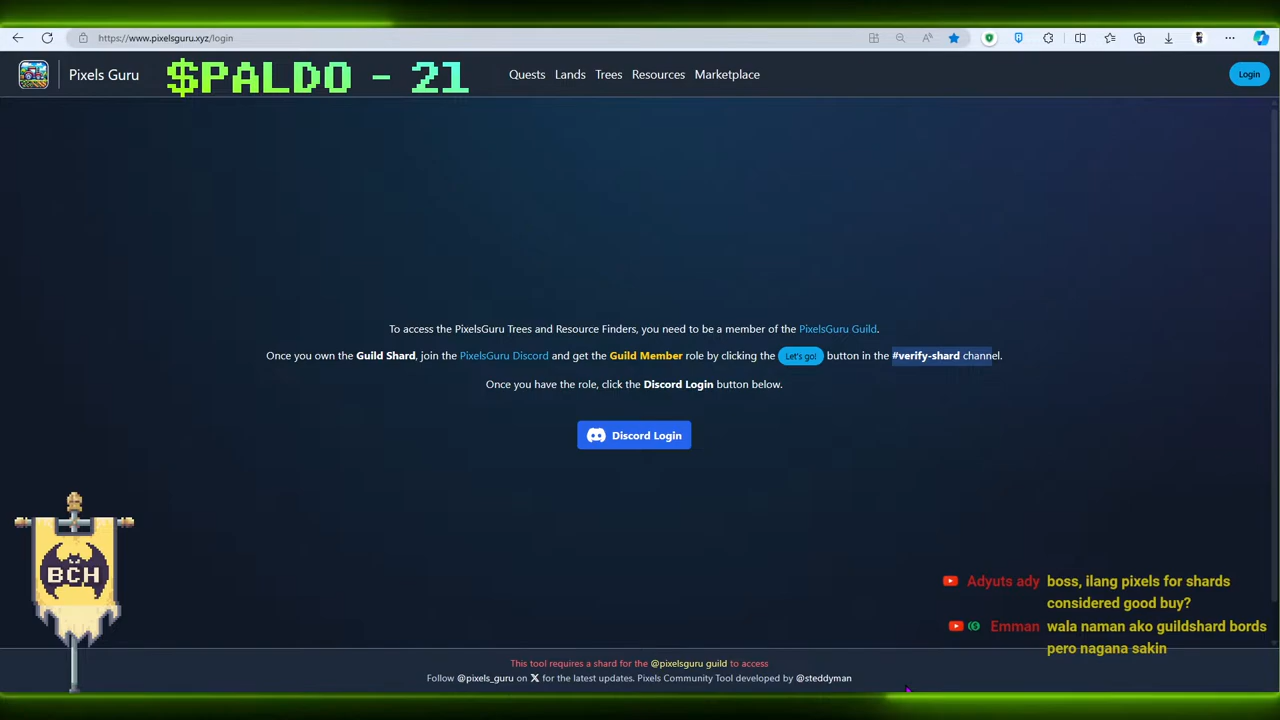 https://www.pixelsguru.xyz/login
Pixels Guru
$PALDO - 21
Quests Lands Trees Resources Marketplace
Login
To access the PixelsGuru Trees and Resource Finders, you need to be a member of the PixelsGuru Guild.
Once you own the Guild Shard, join the PixelsGuru Discord and get the Guild Member role by clicking the Let's go! button in the #verify-shard channel.
Once you have the role, click the Discord Login button below.
Discord Login
BCH
Adyuts ady boss, ilang pixels for shards
considered good buy?
Emman wala naman ako guildshard bords
pero nagana sakin
This tool requires a shard for the @pixelsguru guild to access
Follow @pixels_guru on X for the latest updates. Pixels Community Tool developed by @steddyman